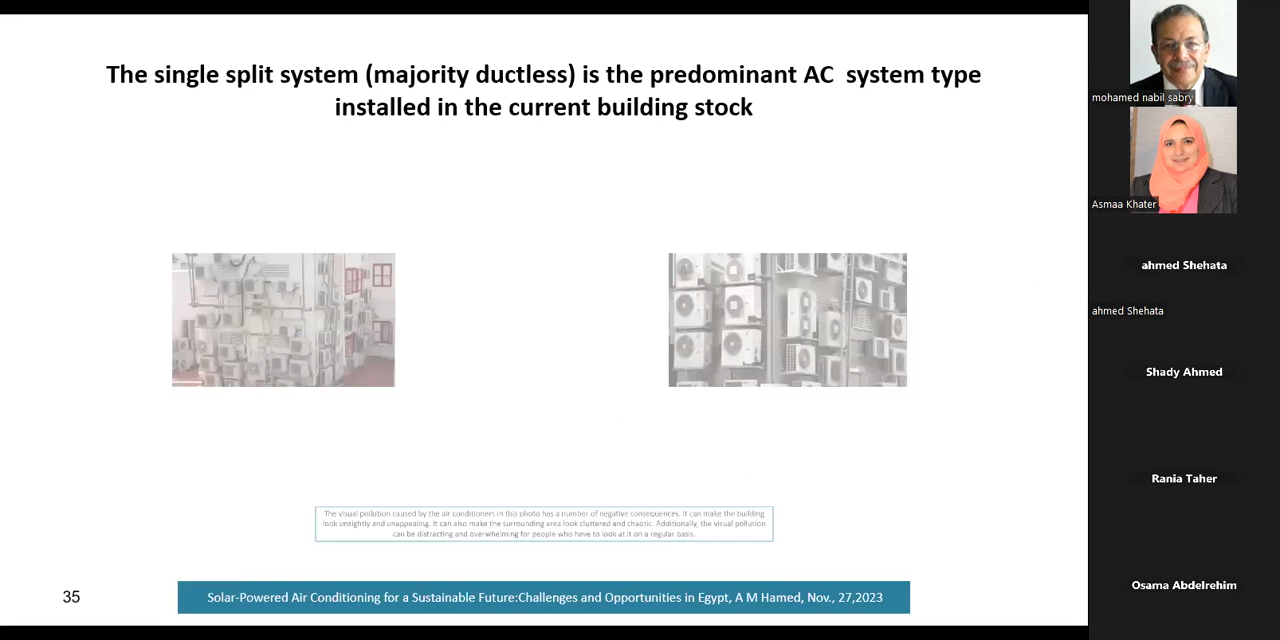 The single split system (majority ductless) is the predominant AC system type
installed in the current building stock
The visual pollution caused by the air conditioners in this photo has a number of negative consequences. It can make the building
look unsightly and unappealing. It can also make the surrounding area look cluttered and chaotic. Additionally, the visual pollution
can be distracting and overwhelming for people who have to look at it on a regular basis.
35
Solar-Powered Air Conditioning for a Sustainable Future:Challenges and Opportunities in Egypt, A M Hamed, Nov., 27,2023
mohamed nabil sabry
Asmaa Khater
ahmed Shehata
ahmed Shehata
Shady Ahmed
Rania Taher
Osama Abdelrehim